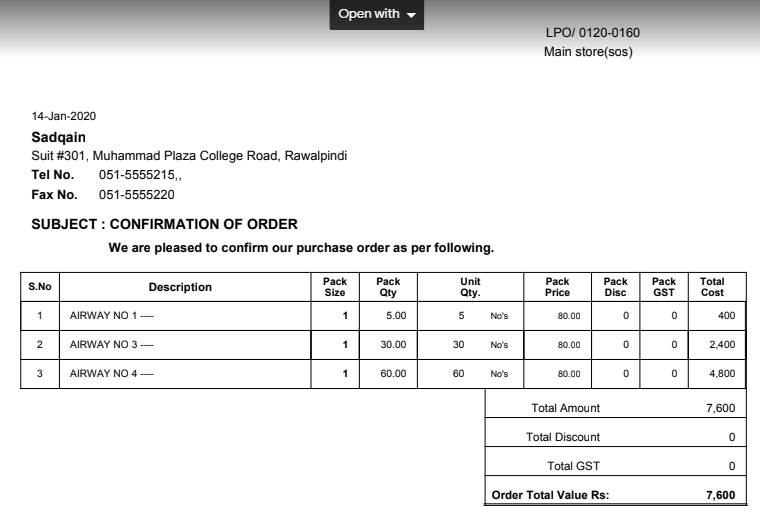 Open with
LPO/ 0120-0160
Main store(sos)
14-Jan-2020
Sadqain
Suit #301, Muhammad Plaza College Road, Rawalpindi
Tel No. 051-5555215,,
Fax No. 051-5555220
SUBJECT : CONFIRMATION OF ORDER
We are pleased to confirm our purchase order as per following.
S.No Description Pack Size Pack Qty Unit Qty. Pack Price Pack Disc Pack GST Total Cost
1 AIRWAY NO 1 ---- 1 5.00 5 No's 80.00 0 0 400
2 AIRWAY NO 3 ---- 1 30.00 30 No's 80.00 0 0 2,400
3 AIRWAY NO 4 ---- 1 60.00 60 No's 80.00 0 0 4,800
Total Amount 7,600
Total Discount 0
Total GST 0
Order Total Value Rs: 7,600